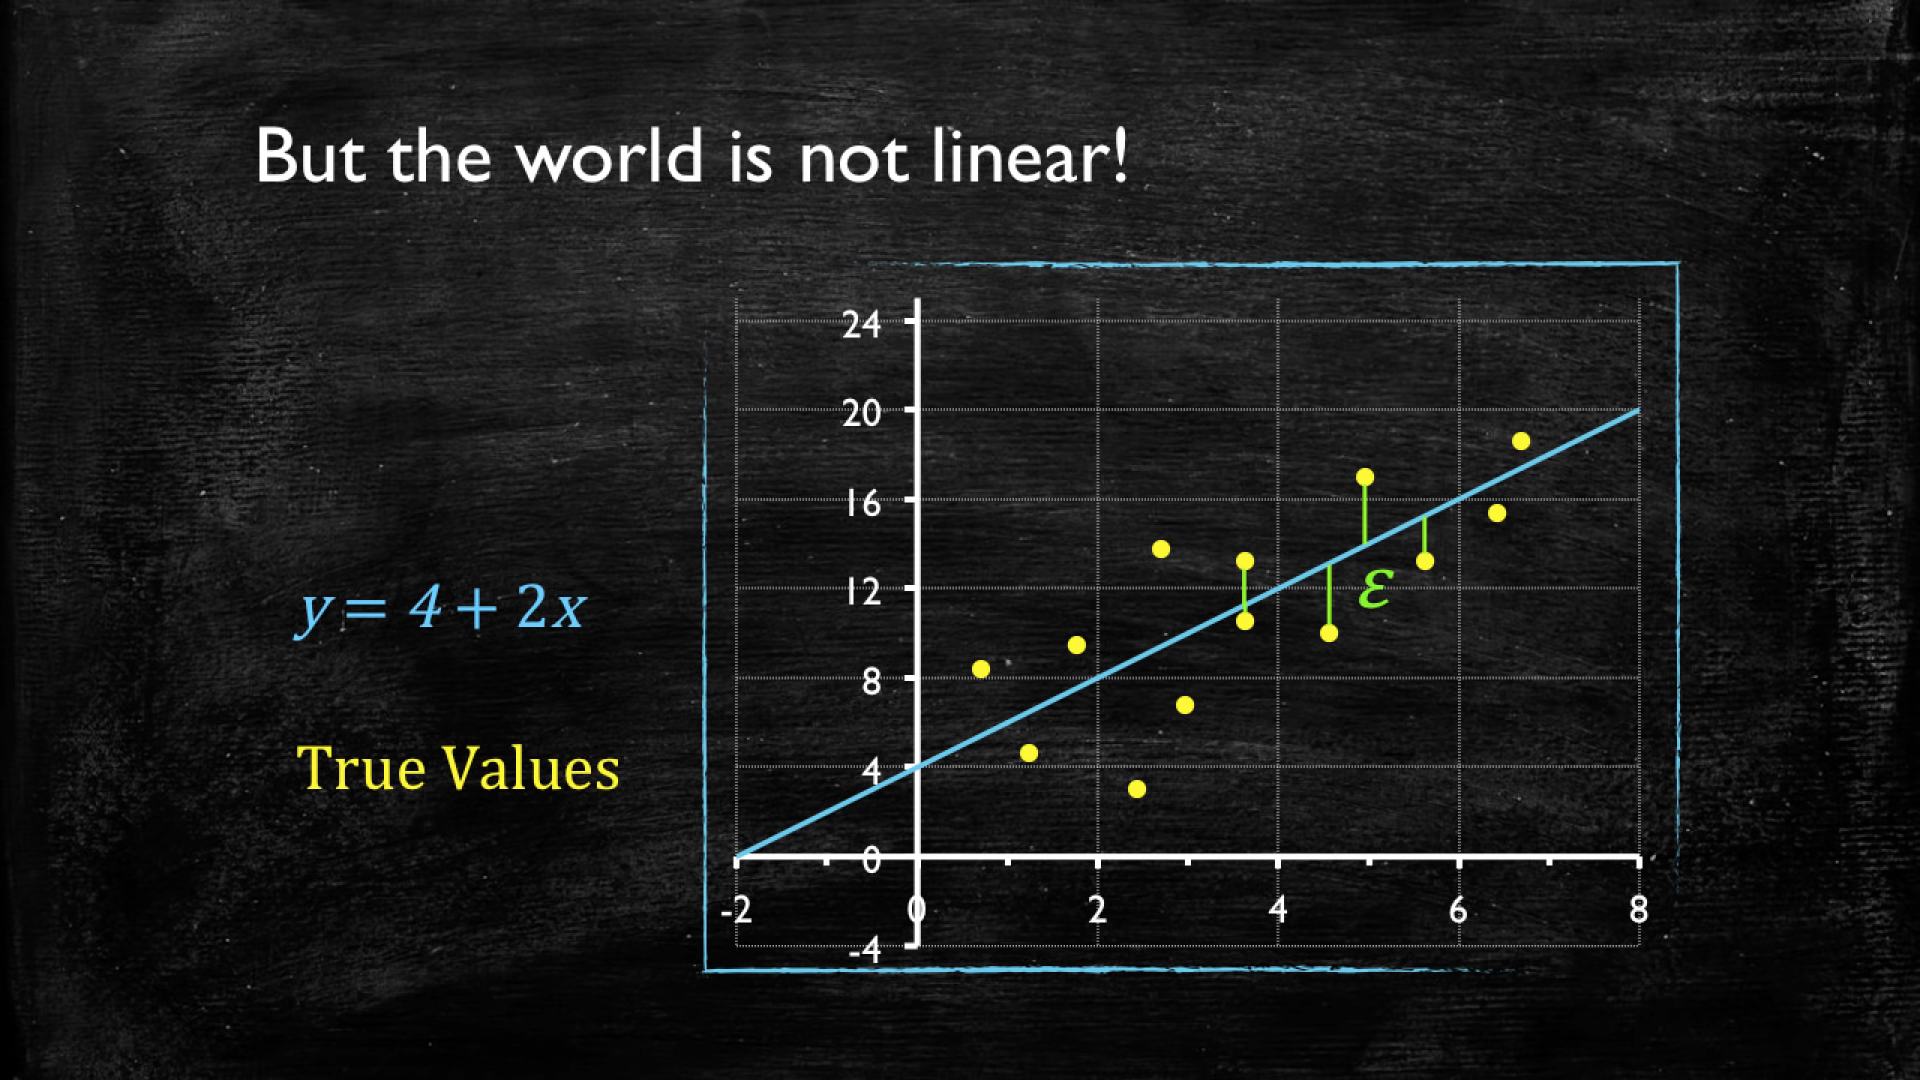 But the world is not linear!
24
20
16
12
8
4
0
-4
-2 0 2 4 6 8
ε
y = 4 + 2x
True Values